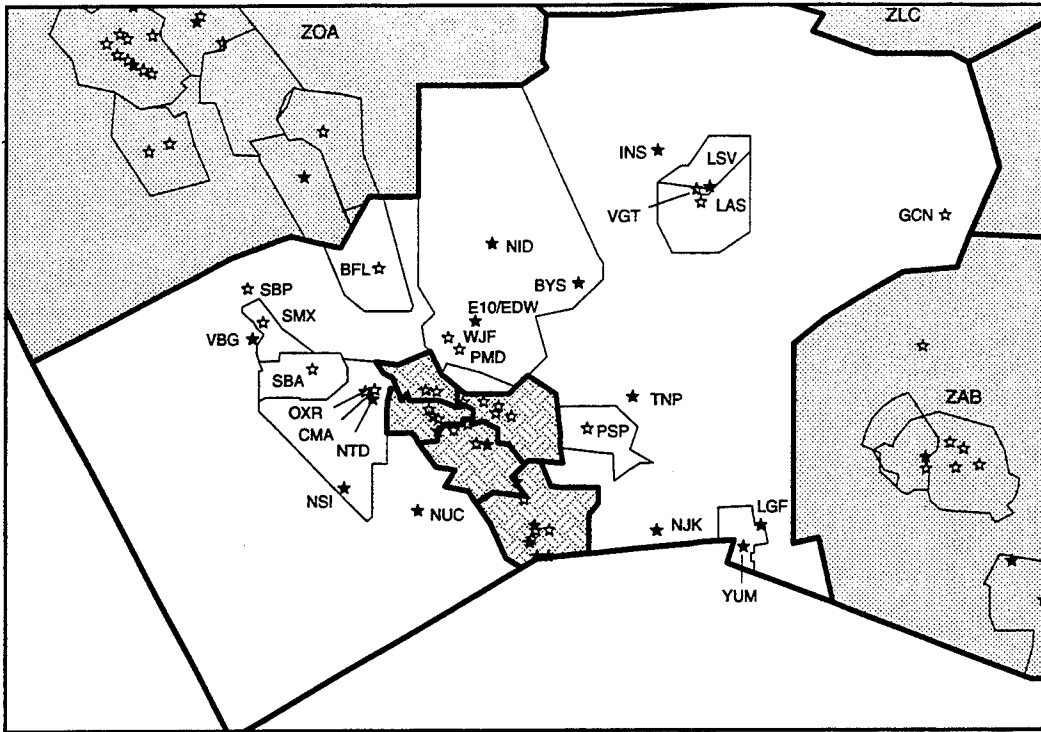 ZOA
ZLC
INS
LSV
VGT
LAS
GCN
NID
BFL
BYS
SBP
E10/EDW
SMX
VBG
WJF
PMD
SBA
OXR
CMA
NTD
TNP
PSP
ZAB
NSI
NUC
NJK
LGF
YUM